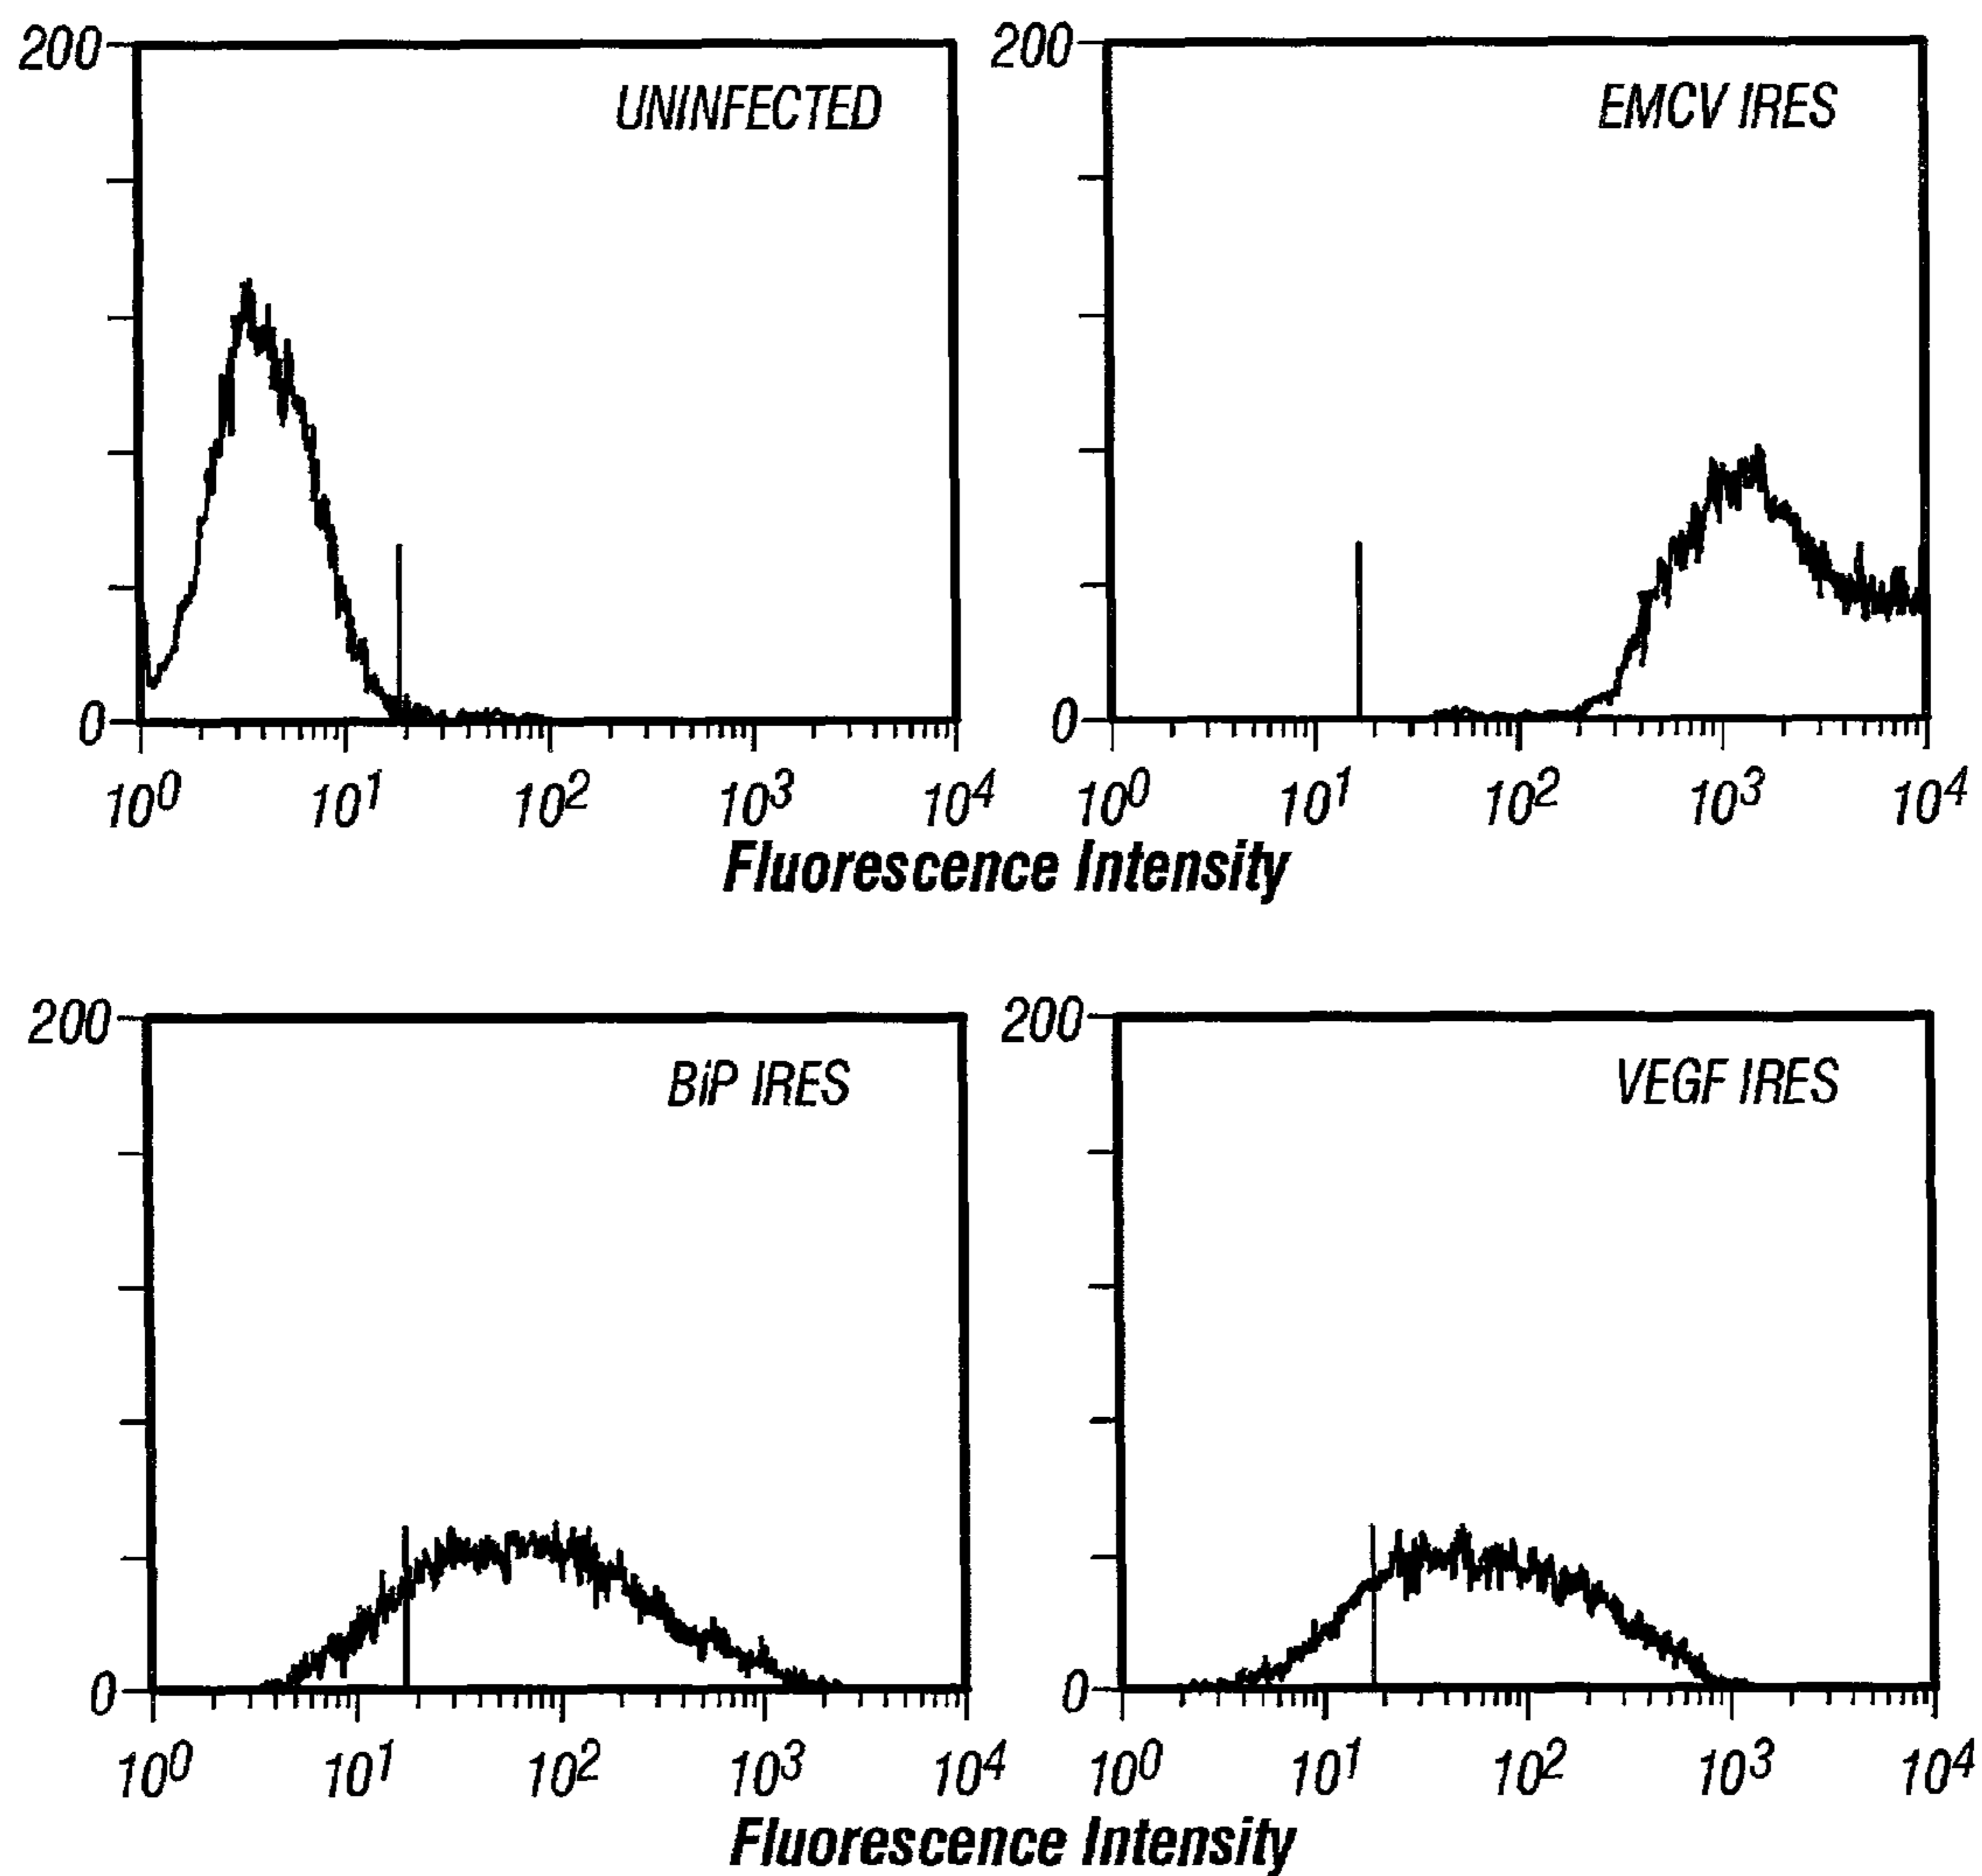 200 UNINFECTED
0
10⁰ 10¹ 10² 10³ 10⁴
200 EMCV IRES
0
10⁰ 10¹ 10² 10³ 10⁴
Fluorescence Intensity
200 BiP IRES
0
10⁰ 10¹ 10² 10³ 10⁴
200 VEGF IRES
0
10⁰ 10¹ 10² 10³ 10⁴
Fluorescence Intensity